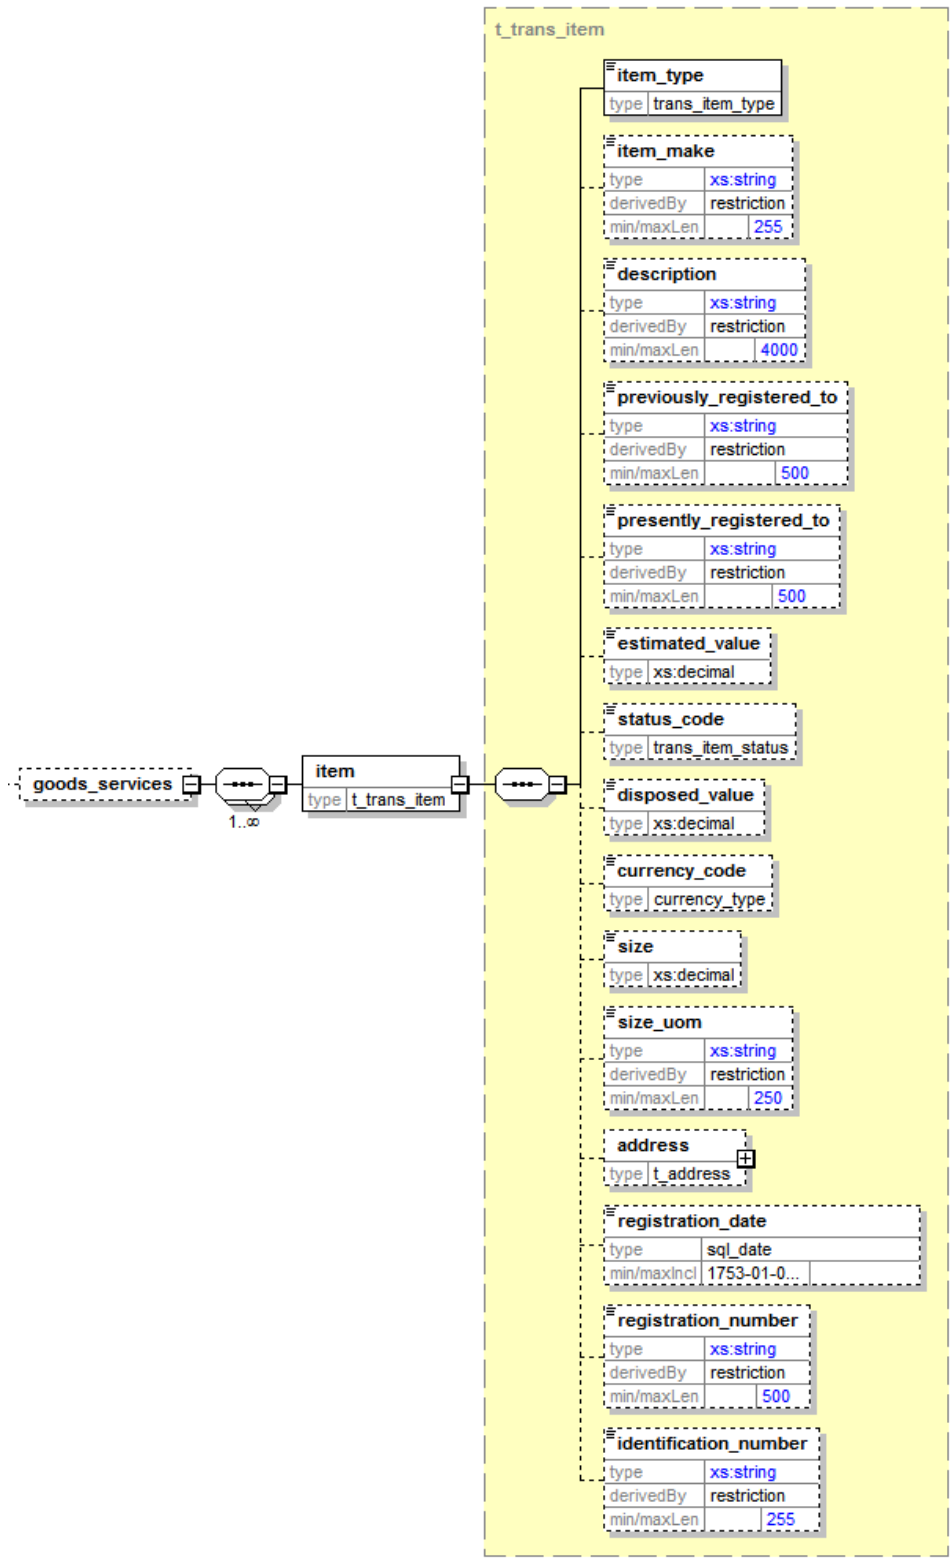 t_trans_item
item_type
type trans_item_type
item_make
type xs:string
derivedBy restriction
min/maxLen 255
description
type xs:string
derivedBy restriction
min/maxLen 4000
previously_registered_to
type xs:string
derivedBy restriction
min/maxLen 500
presently_registered_to
type xs:string
derivedBy restriction
min/maxLen 500
estimated_value
type xs:decimal
status_code
type trans_item_status
goods_services
1..∞
item
type t_trans_item
disposed_value
type xs:decimal
currency_code
type currency_type
size
type xs:decimal
size_uom
type xs:string
derivedBy restriction
min/maxLen 250
address
type t_address
registration_date
type sql_date
min/maxIncl 1753-01-0...
registration_number
type xs:string
derivedBy restriction
min/maxLen 500
identification_number
type xs:string
derivedBy restriction
min/maxLen 255